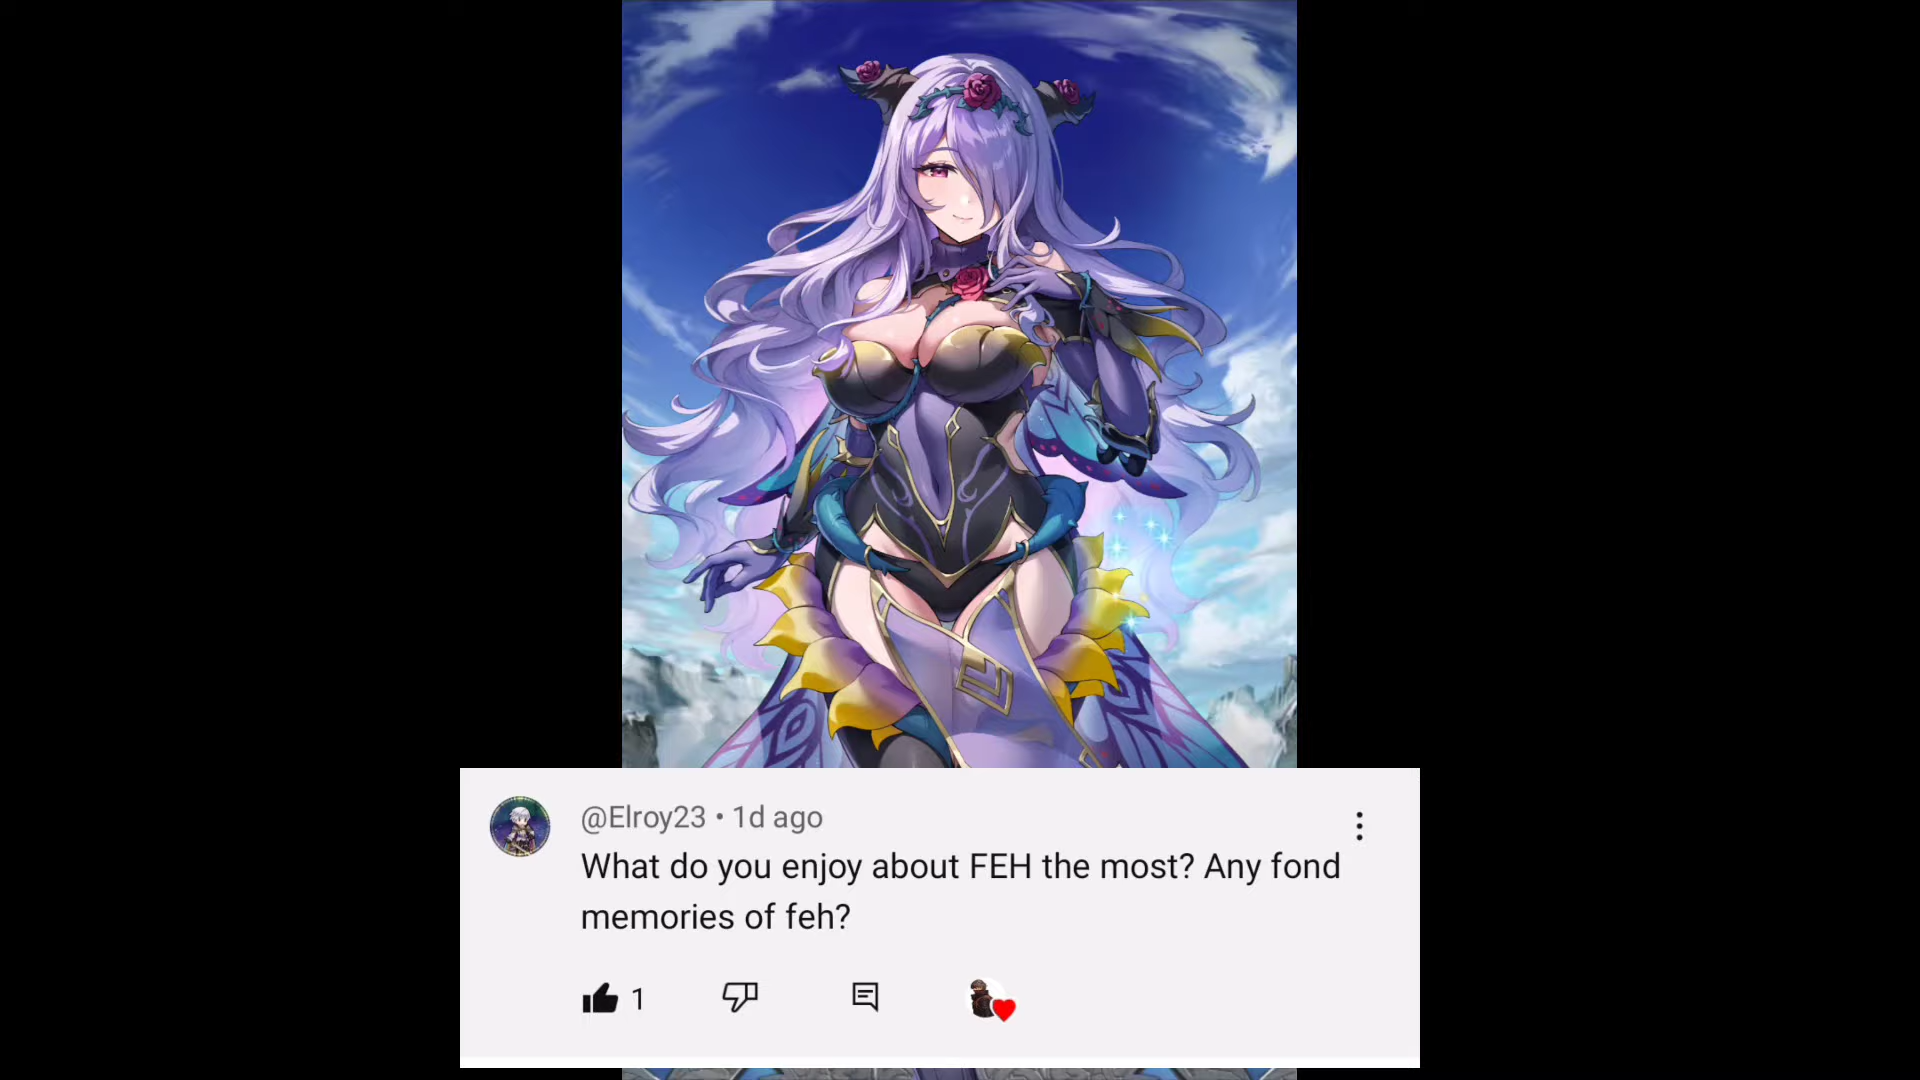 @Elroy23 • 1d ago
What do you enjoy about FEH the most? Any fond
memories of feh?
1